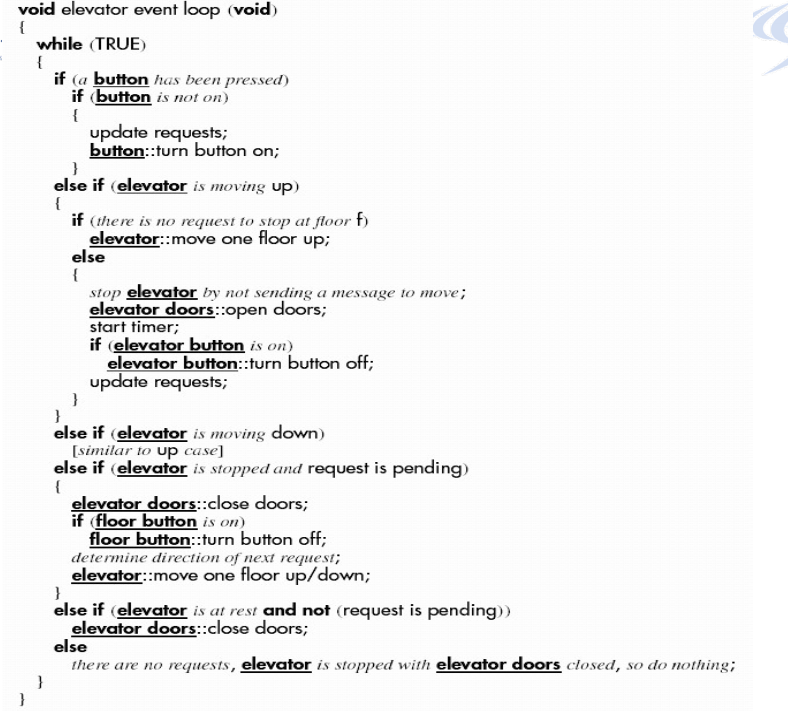 void elevator event loop (void)
{
while (TRUE)
{
if (a button has been pressed)
if (button is not on)
{
update requests;
button::turn button on;
}
else if (elevator is moving up)
{
if (there is no request to stop at floor f)
elevator::move one floor up;
else
{
stop elevator by not sending a message to move;
elevator doors::open doors;
start timer;
if (elevator button is on)
elevator button::turn button off;
update requests;
}
}
else if (elevator is moving down)
[similar to up case]
else if (elevator is stopped and request is pending)
{
elevator doors::close doors;
if (floor button is on)
floor button::turn button off;
determine direction of next request;
elevator::move one floor up/down;
}
else if (elevator is at rest and not (request is pending))
elevator doors::close doors;
else
there are no requests, elevator is stopped with elevator doors closed, so do nothing;
}
}